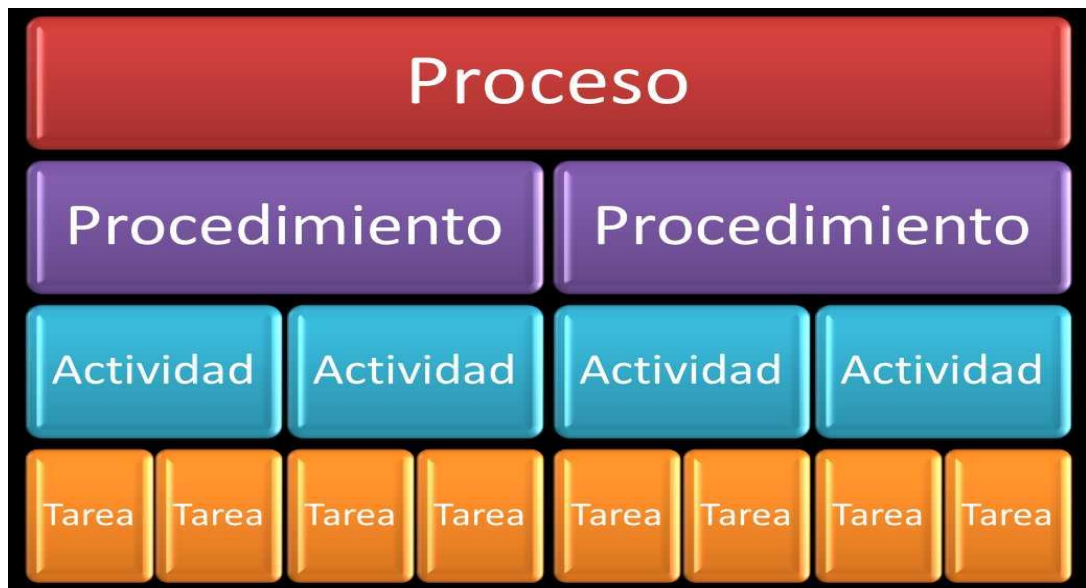 Proceso
Procedimiento Procedimiento
Actividad Actividad Actividad Actividad
Tarea Tarea Tarea Tarea Tarea Tarea Tarea Tarea